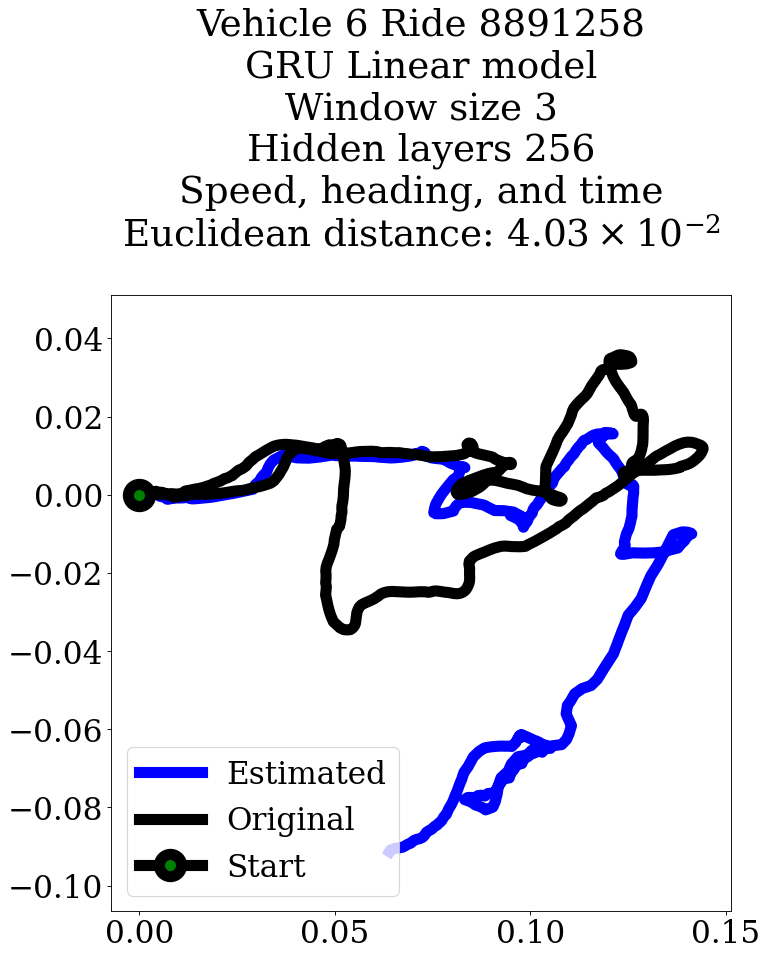 Vehicle 6 Ride 8891258
GRU Linear model
Window size 3
Hidden layers 256
Speed, heading, and time
Euclidean distance: 4.03 × 10⁻²
0.04
0.02
0.00
−0.02
−0.04
−0.06
−0.08
−0.10
Estimated
Original
Start
0.00 0.05 0.10 0.15